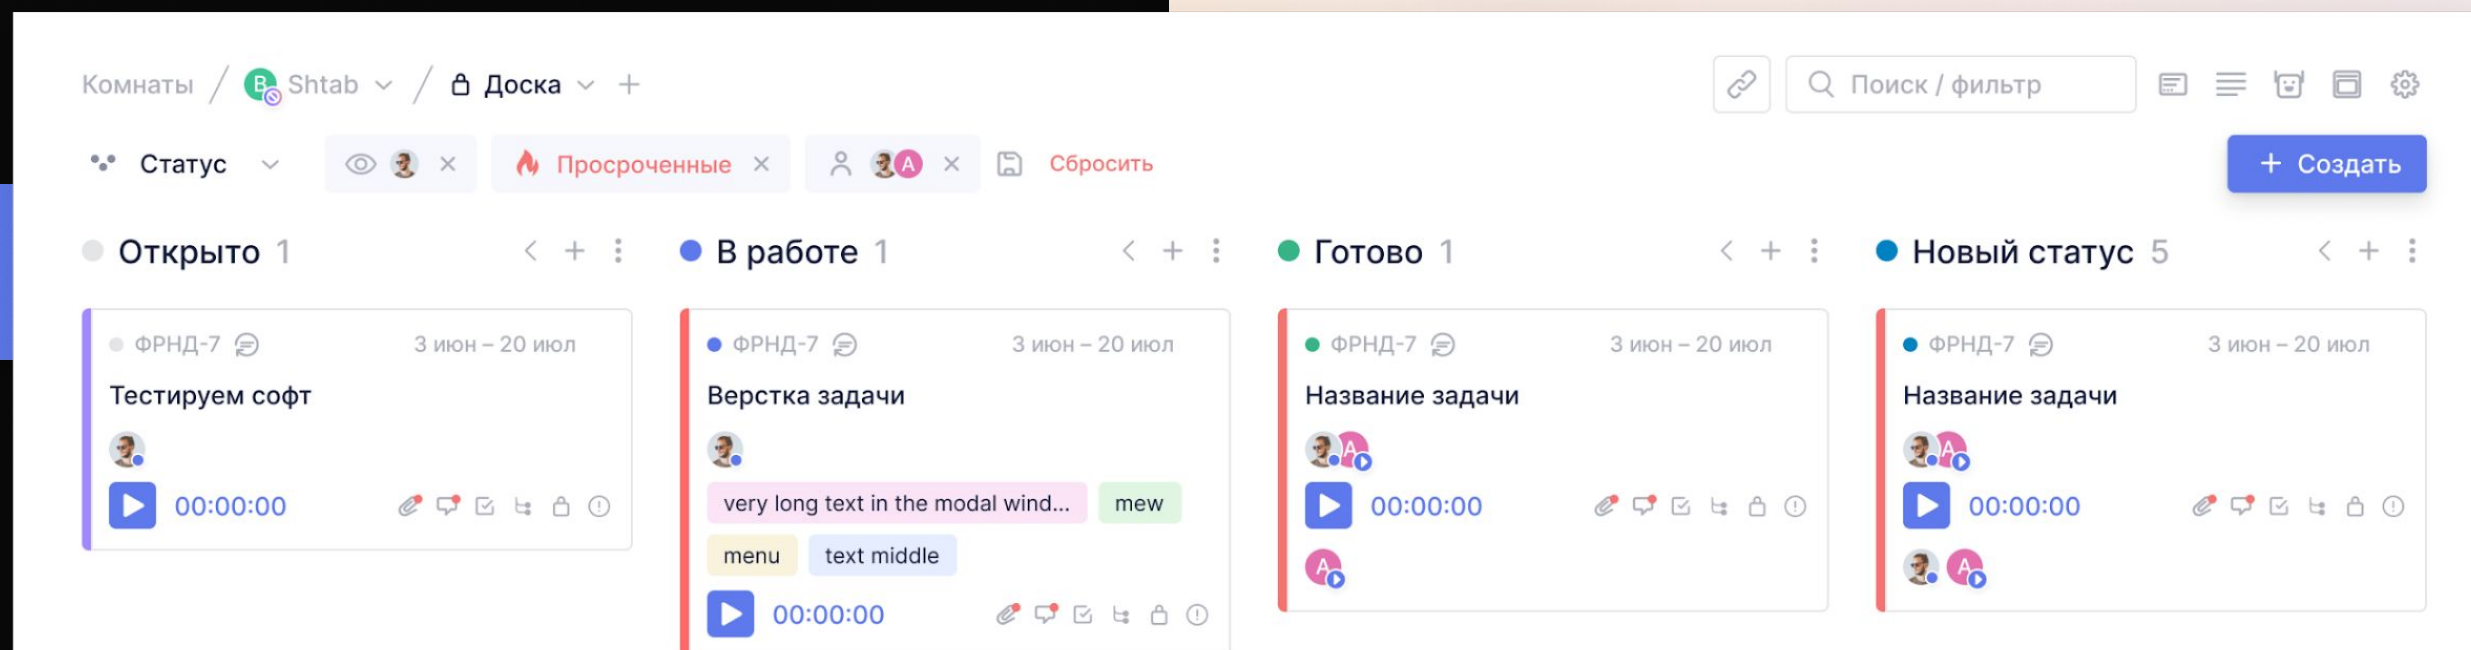 Комнаты / B Shtab / Доска
Поиск / фильтр
Статус
Просроченные
A
Сбросить
+ Создать
Открыто 1
ФРНД-7 3 июн – 20 июл
Тестируем софт
00:00:00
В работе 1
ФРНД-7 3 июн – 20 июл
Верстка задачи
very long text in the modal wind... mew
menu text middle
00:00:00
Готово 1
ФРНД-7 3 июн – 20 июл
Название задачи
A
00:00:00
A
Новый статус 5
ФРНД-7 3 июн – 20 июл
Название задачи
A
00:00:00
A